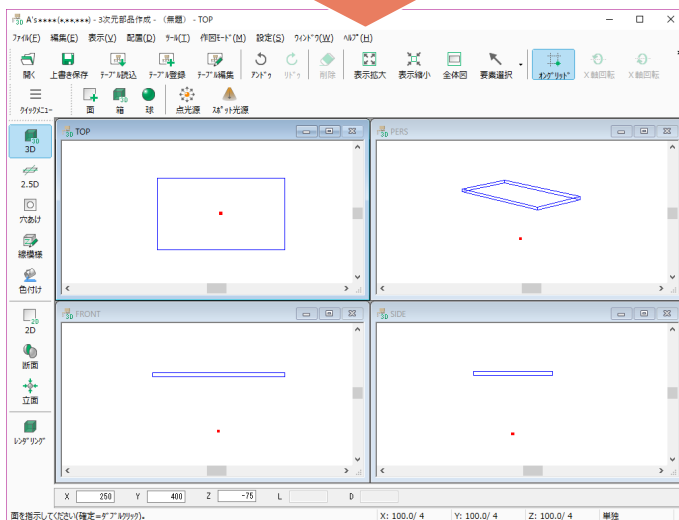 A's****(*,**,***) - 3次元部品作成 - （無題） - TOP
ﾌｧｲﾙ(F) 編集(E) 表示(V) 配置(D) ﾂｰﾙ(T) 作図ﾓｰﾄﾞ(M) 設定(S) ｳｨﾝﾄﾞｳ(W) ﾍﾙﾌﾟ(H)
開く 上書き保存 ﾃｰﾌﾞﾙ読込 ﾃｰﾌﾞﾙ登録 ﾃｰﾌﾞﾙ編集 ｱﾝﾄﾞｩ ﾘﾄﾞｩ 削除 表示拡大 表示縮小 全体図 要素選択 ｵﾝｸﾞﾘｯﾄﾞ X軸回転 X軸回転
ｸｲｯｸﾒﾆｭｰ 面 箱 球 点光源 ｽﾎﾟｯﾄ光源
3D
2.5D
穴あけ
線模様
色付け
2D
断面
立面
ﾚﾝﾀﾞﾘﾝｸﾞ
TOP
PERS
FRONT
SIDE
X 250 Y 400 Z -75 L D
面を指示してください(確定=ﾀﾞﾌﾞﾙｸﾘｯｸ)。 X: 100.0/ 4 Y: 100.0/ 4 Z: 100.0/ 4 単独